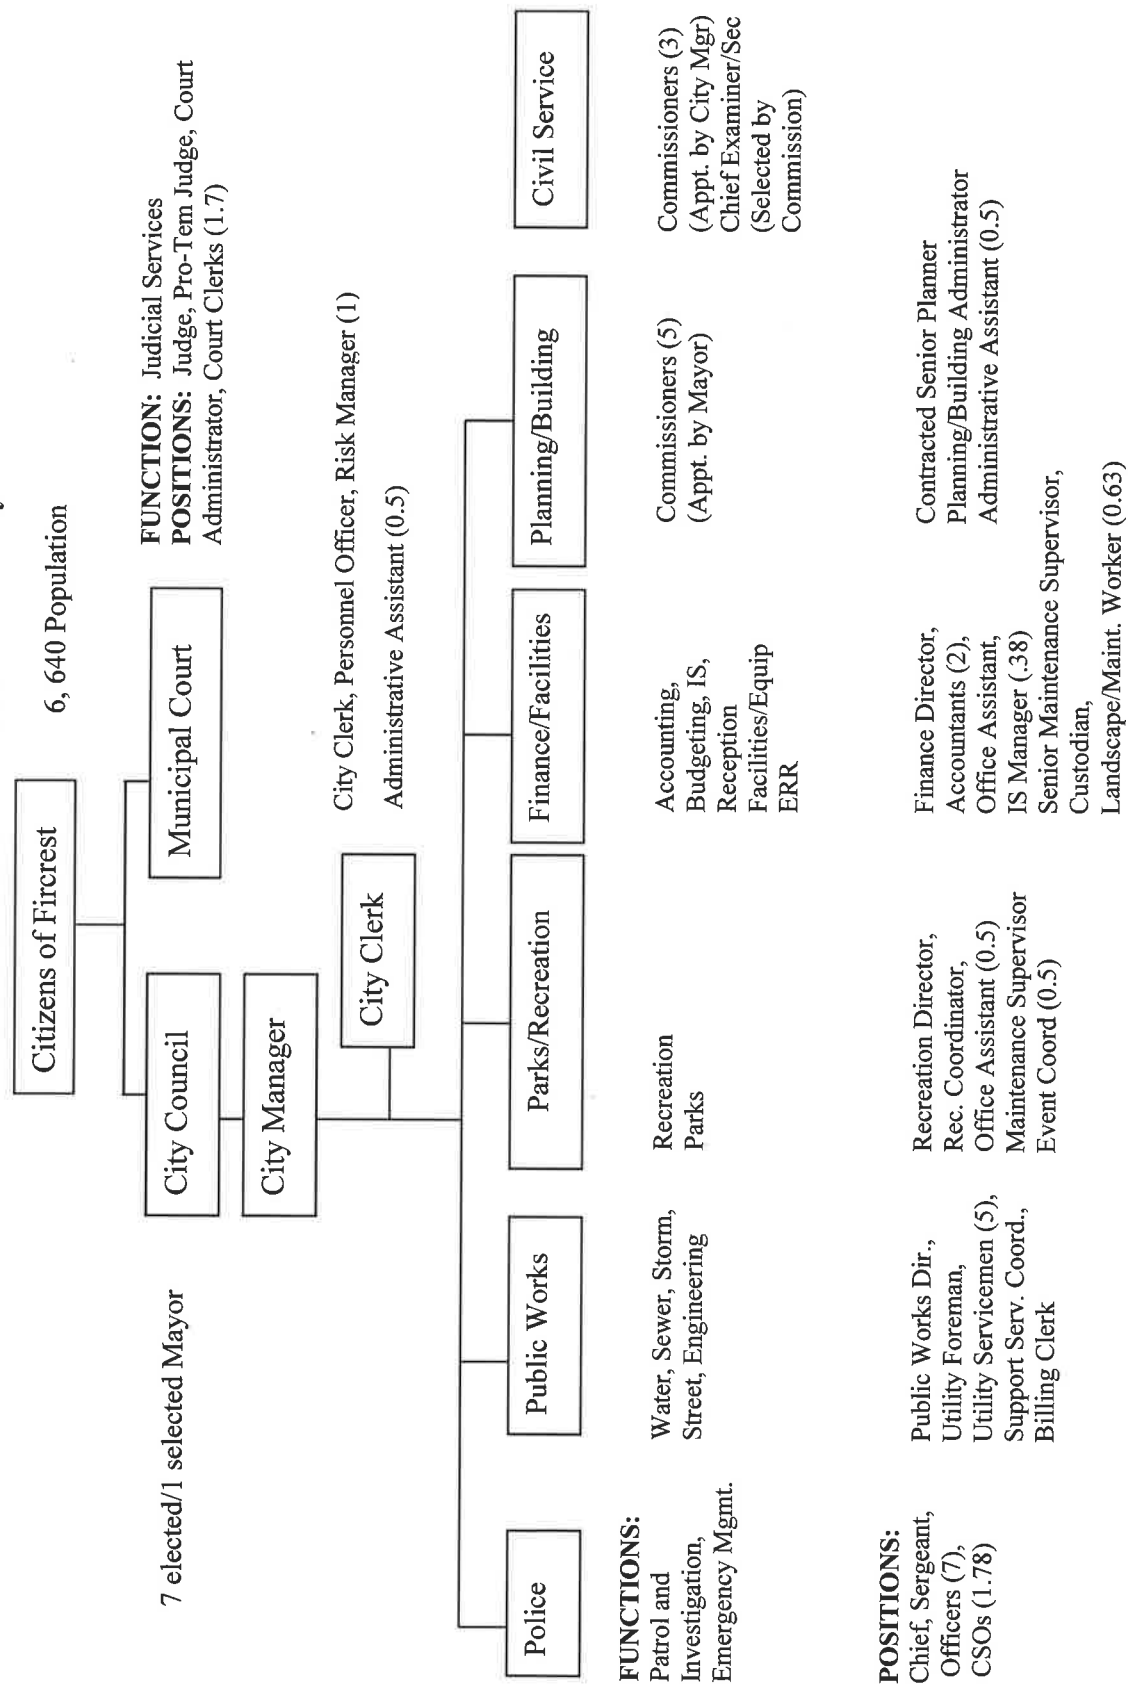 Citizens of Fircrest
6, 640 Population
City Council
Municipal Court
7 elected/1 selected Mayor
FUNCTION: Judicial Services
POSITIONS: Judge, Pro-Tem Judge, Court
Administrator, Court Clerks (1.7)
City Manager
City Clerk
City Clerk, Personnel Officer, Risk Manager (1)
Administrative Assistant (0.5)
Police
Public Works
Parks/Recreation
Finance/Facilities
Planning/Building
Civil Service
FUNCTIONS:
Patrol and
Investigation,
Emergency Mgmt.
Water, Sewer, Storm,
Street, Engineering
Recreation
Parks
Accounting,
Budgeting, IS,
Reception
Facilities/Equip
ERR
Commissioners (5)
(Appt. by Mayor)
Commissioners (3)
(Appt. by City Mgr)
Chief Examiner/Sec
(Selected by
Commission)
POSITIONS:
Chief, Sergeant,
Officers (7),
CSOs (1.78)
Public Works Dir.,
Utility Foreman,
Utility Servicemen (5),
Support Serv. Coord.,
Billing Clerk
Recreation Director,
Rec. Coordinator,
Office Assistant (0.5)
Maintenance Supervisor
Event Coord (0.5)
Finance Director,
Accountants (2),
Office Assistant,
IS Manager (.38)
Senior Maintenance Supervisor,
Custodian,
Landscape/Maint. Worker (0.63)
Contracted Senior Planner
Planning/Building Administrator
Administrative Assistant (0.5)